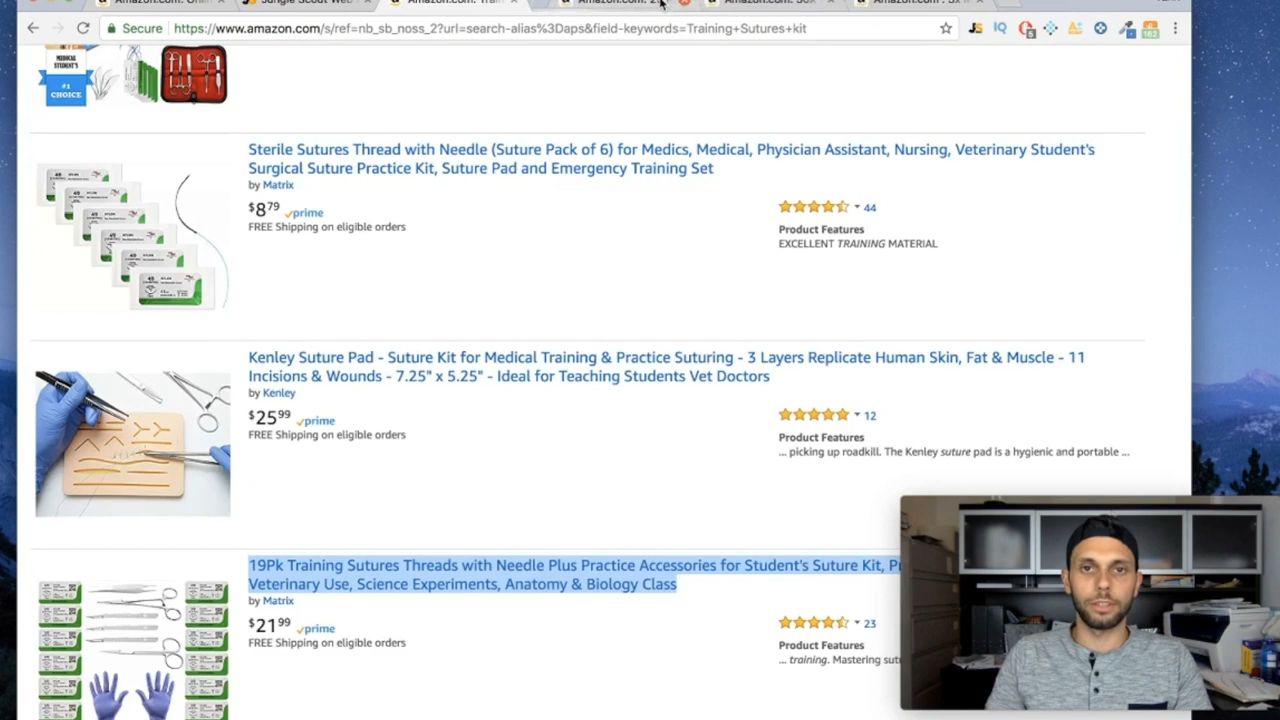 Secure https://www.amazon.com/s/ref=nb_sb_noss_2?url=search-alias%3Daps&field-keywords=Training+Sutures+kit
JS IQ 5 162
MEDICAL
STUDENT'S
#1
CHOICE
Sterile Sutures Thread with Needle (Suture Pack of 6) for Medics, Medical, Physician Assistant, Nursing, Veterinary Student's
Surgical Suture Practice Kit, Suture Pad and Emergency Training Set
by Matrix
$8 79 prime
FREE Shipping on eligible orders
44
Product Features
EXCELLENT TRAINING MATERIAL
Kenley Suture Pad - Suture Kit for Medical Training & Practice Suturing - 3 Layers Replicate Human Skin, Fat & Muscle - 11
Incisions & Wounds - 7.25" x 5.25" - Ideal for Teaching Students Vet Doctors
by Kenley
$25 99 prime
FREE Shipping on eligible orders
12
Product Features
... picking up roadkill. The Kenley suture pad is a hygienic and portable ...
19Pk Training Sutures Threads with Needle Plus Practice Accessories for Student's Suture Kit, Pr
Veterinary Use, Science Experiments, Anatomy & Biology Class
by Matrix
$21 99 prime
FREE Shipping on eligible orders
23
Product Features
... training. Mastering sut